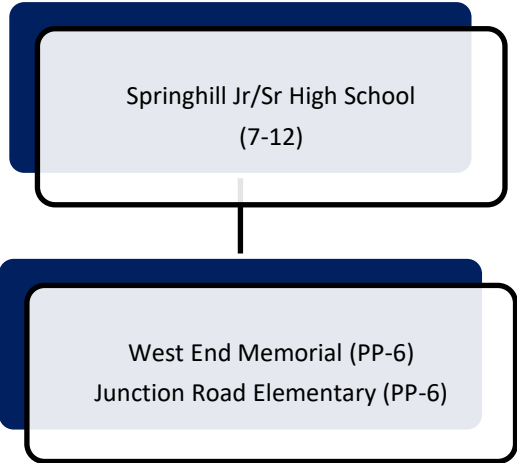 Springhill Jr/Sr High School
(7-12)
West End Memorial (PP-6)
Junction Road Elementary (PP-6)